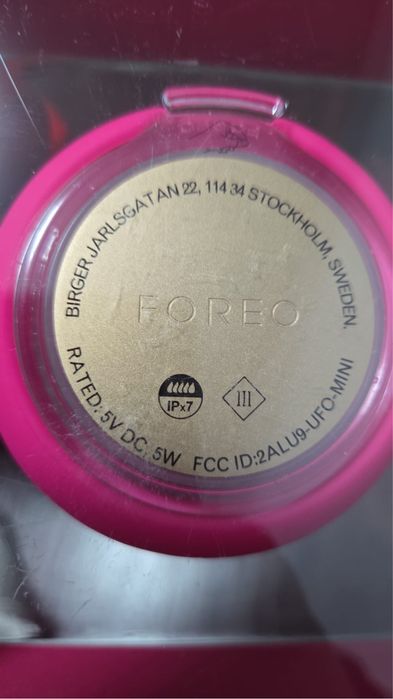 BIRGER JARLSGATAN 22, 114 34 STOCKHOLM, SWEDEN.
FOREO
IPx7
III
RATED: 5V DC, 5W FCC ID:2ALU9-UFO-MINI